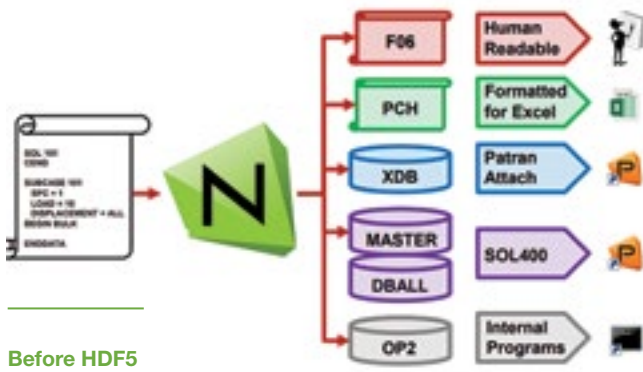 SOL 101
CEND
SUBCASE 101
SPC = 1
LOAD = 10
DISPLACEMENT = ALL
BEGIN BULK
ENDDATA
N
F06
Human
Readable
PCH
Formatted
for Excel
XDB
Patran
Attach
MASTER
DBALL
SOL400
OP2
Internal
Programs
Before HDF5